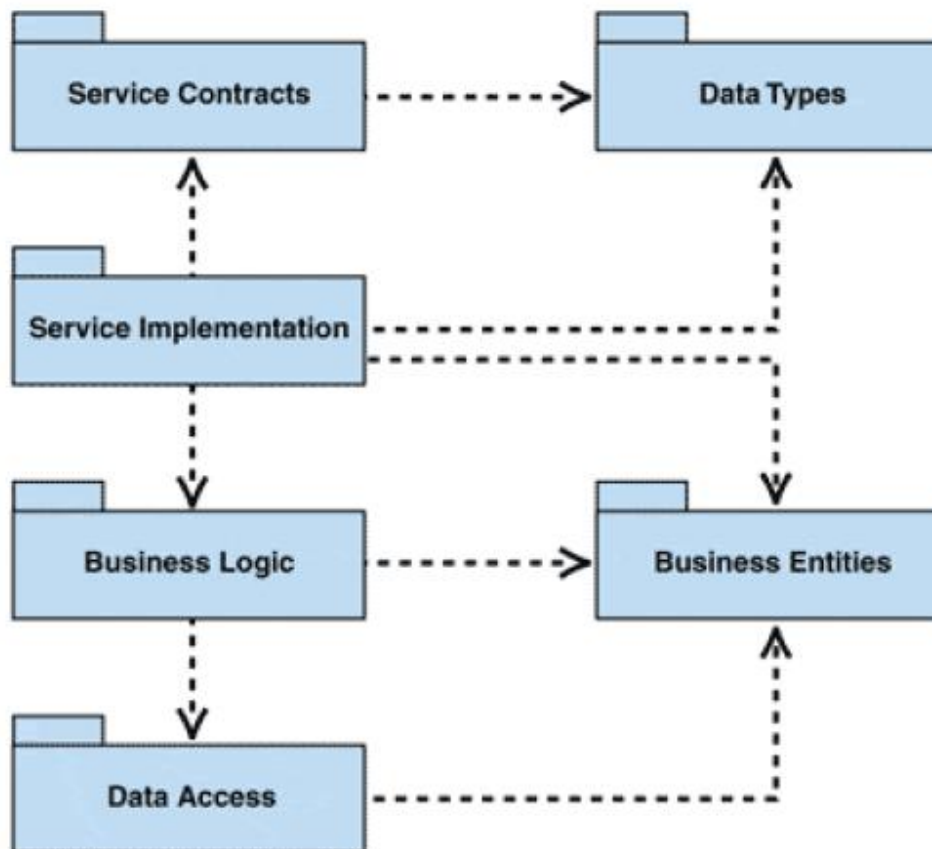 Service Contracts
Data Types
Service Implementation
Business Logic
Business Entities
Data Access